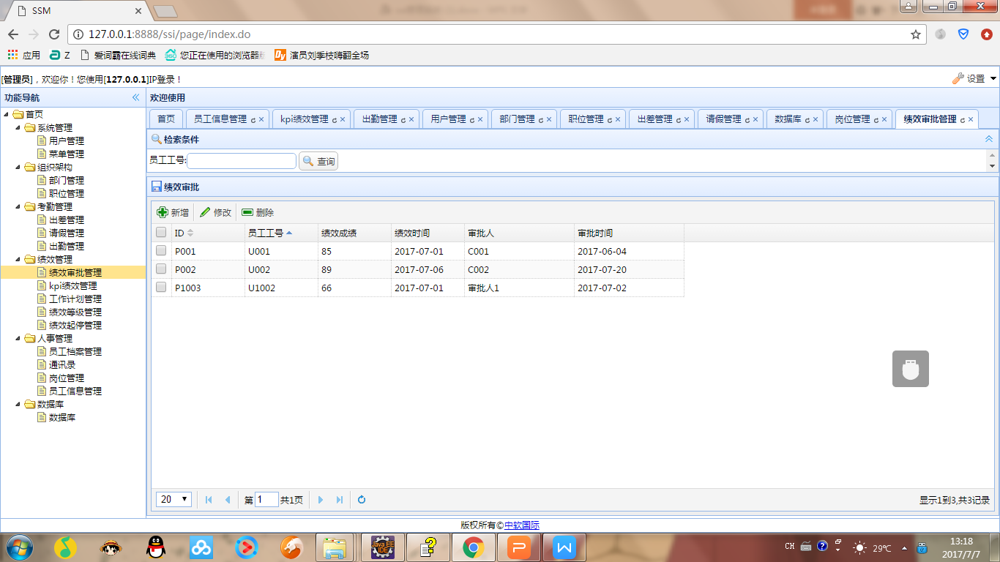 SSM
127.0.0.1:8888/ssi/page/index.do
应用 Z 爱词霸在线词典 您正在使用的浏览器 演员刘季枝嗨翻全场
[管理员]，欢迎你！您使用[127.0.0.1]IP登录！ 设置
功能导航 欢迎使用
首页 员工信息管理 kpi绩效管理 出勤管理 用户管理 部门管理 职位管理 出差管理 请假管理 数据库 岗位管理 绩效审批管理
首页
系统管理
用户管理
菜单管理
组织架构
部门管理
职位管理
考勤管理
出差管理
请假管理
出勤管理
绩效管理
绩效审批管理
kpi绩效管理
工作计划管理
绩效等级管理
绩效起停管理
人事管理
员工档案管理
通讯录
岗位管理
员工信息管理
数据库
数据库
检索条件
员工工号: 查询
绩效审批
新增 修改 删除
ID 员工工号 绩效成绩 绩效时间 审批人 审批时间
P001 U001 85 2017-07-01 C001 2017-06-04
P002 U002 89 2017-07-06 C002 2017-07-20
P1003 U1002 66 2017-07-01 审批人1 2017-07-02
20 第 1 共1页 显示1到3,共3记录
版权所有©中软国际
Java EE IDE
CH 29℃ 13:18
2017/7/7